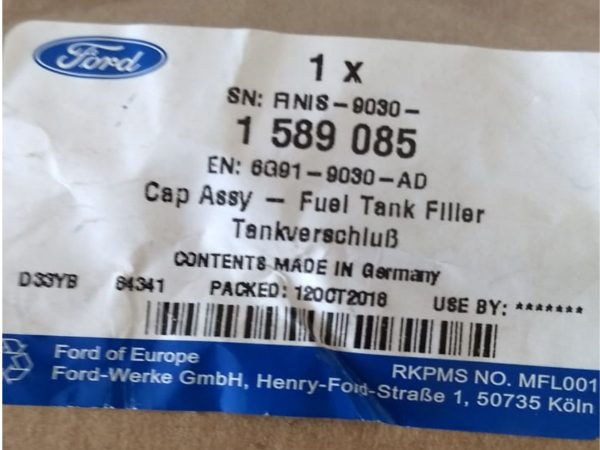 Ford
1 X
SN: FINIS-9030-
1 589 085
EN: 6G91-9030-AD
Cap Assy - Fuel Tank Filler
Tankverschluß
CONTENTS MADE IN Germany
D33YB 84341 PACKED: 12OCT2018 USE BY: *******
Ford of Europe
Ford-Werke GmbH, Henry-Ford-Straße 1, 50735 Köln
RKPMS NO. MFL001